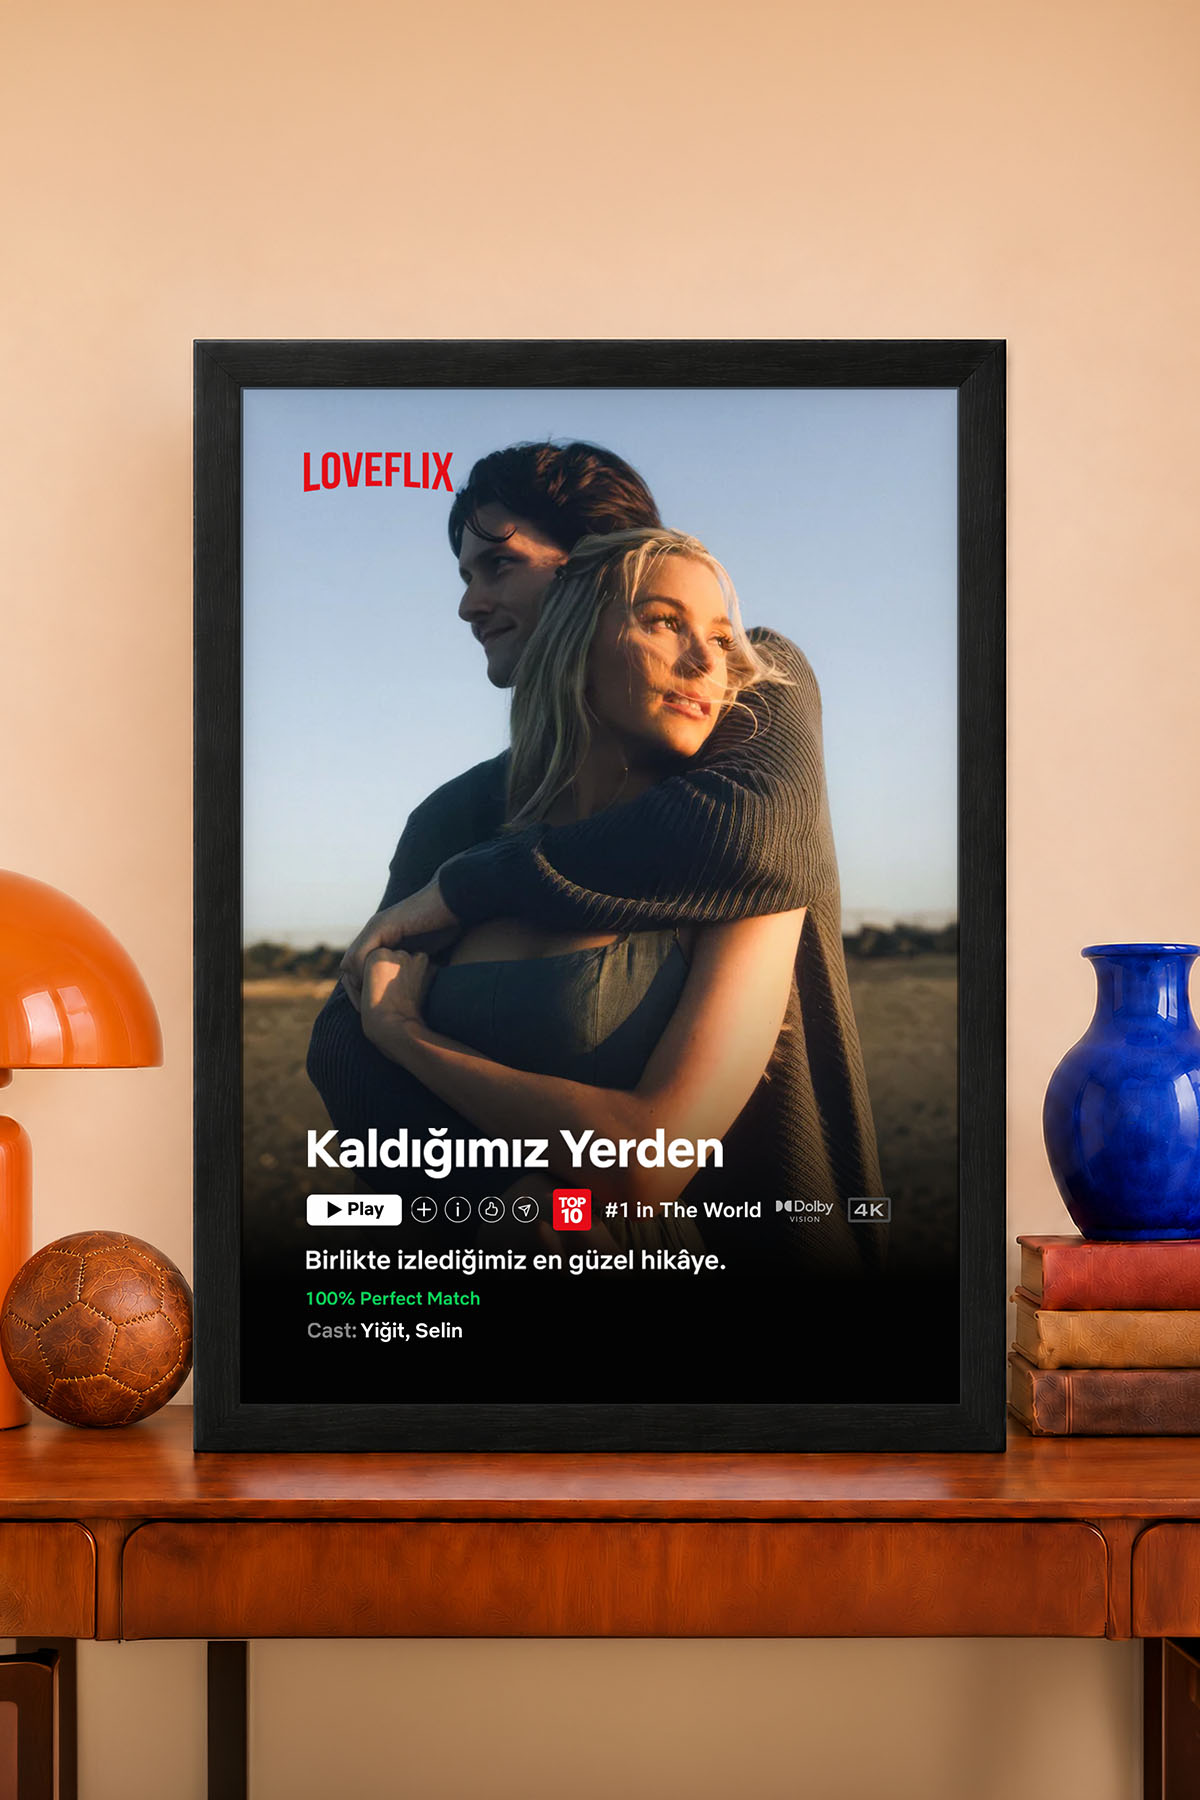 LOVEFLIX
Kaldığımız Yerden
Play TOP 10 #1 in The World Dolby VISION 4K
Birlikte izlediğimiz en güzel hikâye.
100% Perfect Match
Cast: Yiğit, Selin